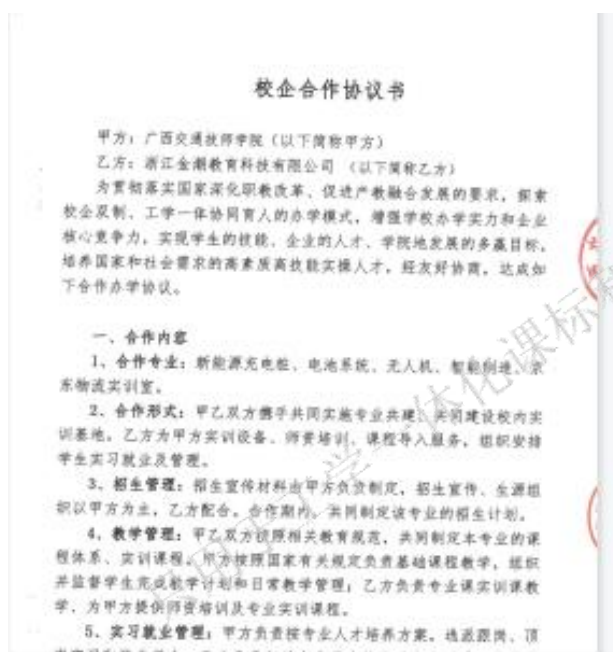 校企合作协议书
甲方：广西交通技师学院（以下简称甲方）
乙方：浙江金潮教育科技有限公司 （以下简称乙方）
为贯彻落实国家深化职教改革、促进产教融合发展的要求，探索
校企双制、工学一体协同育人的办学模式，增强学校办学实力和企业
核心竞争力，实现学生的技能、企业的人才、学院地发展的多赢目标，
培养国家和社会需求的高素质高技能实操人才，经友好协商，达成如
下合作办学协议。
一、合作内容
1、合作专业：新能源充电桩、电池系统、无人机、智能制造、京
东物流实训室。
2、合作形式：甲乙双方携手共同实施专业共建、共同建设校内实
训基地，乙方为甲方实训设备、师资培训、课程导入服务，组织安排
学生实习就业及管理。
3、招生管理：招生宣传材料由甲方负责制定，招生宣传、生源组
织以甲方为主，乙方配合。合作期内，共同制定该专业的招生计划。
4、教学管理：甲乙双方按照相关教育规范，共同制定本专业的课
程体系、实训课程。甲方按照国家有关规定负责基础课程教学，组织
并监督学生完成教学计划和日常教学管理；乙方负责专业课实训课教
学，为甲方提供师资培训及专业实训课程。
5、实习就业管理：甲方负责按专业人才培养方案，选派跟岗、顶
工学一体化课标